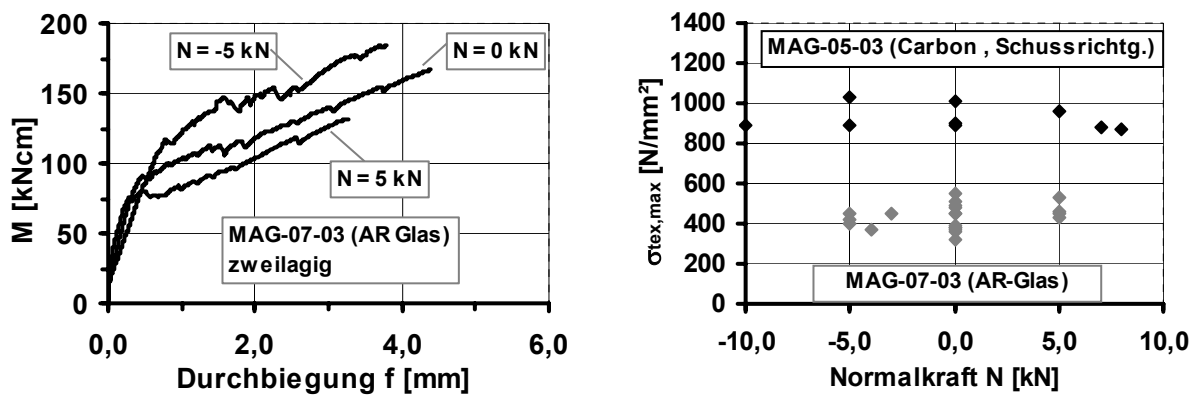 200
150
100
50
0
M [kNcm]
N = -5 kN
N = 0 kN
N = 5 kN
MAG-07-03 (AR Glas)
zweilagig
0,0 2,0 4,0 6,0
Durchbiegung f [mm]
1400
1200
1000
800
600
400
200
0
σtex,max [N/mm²]
MAG-05-03 (Carbon , Schussrichtg.)
MAG-07-03 (AR-Glas)
-10,0 -5,0 0,0 5,0 10,0
Normalkraft N [kN]